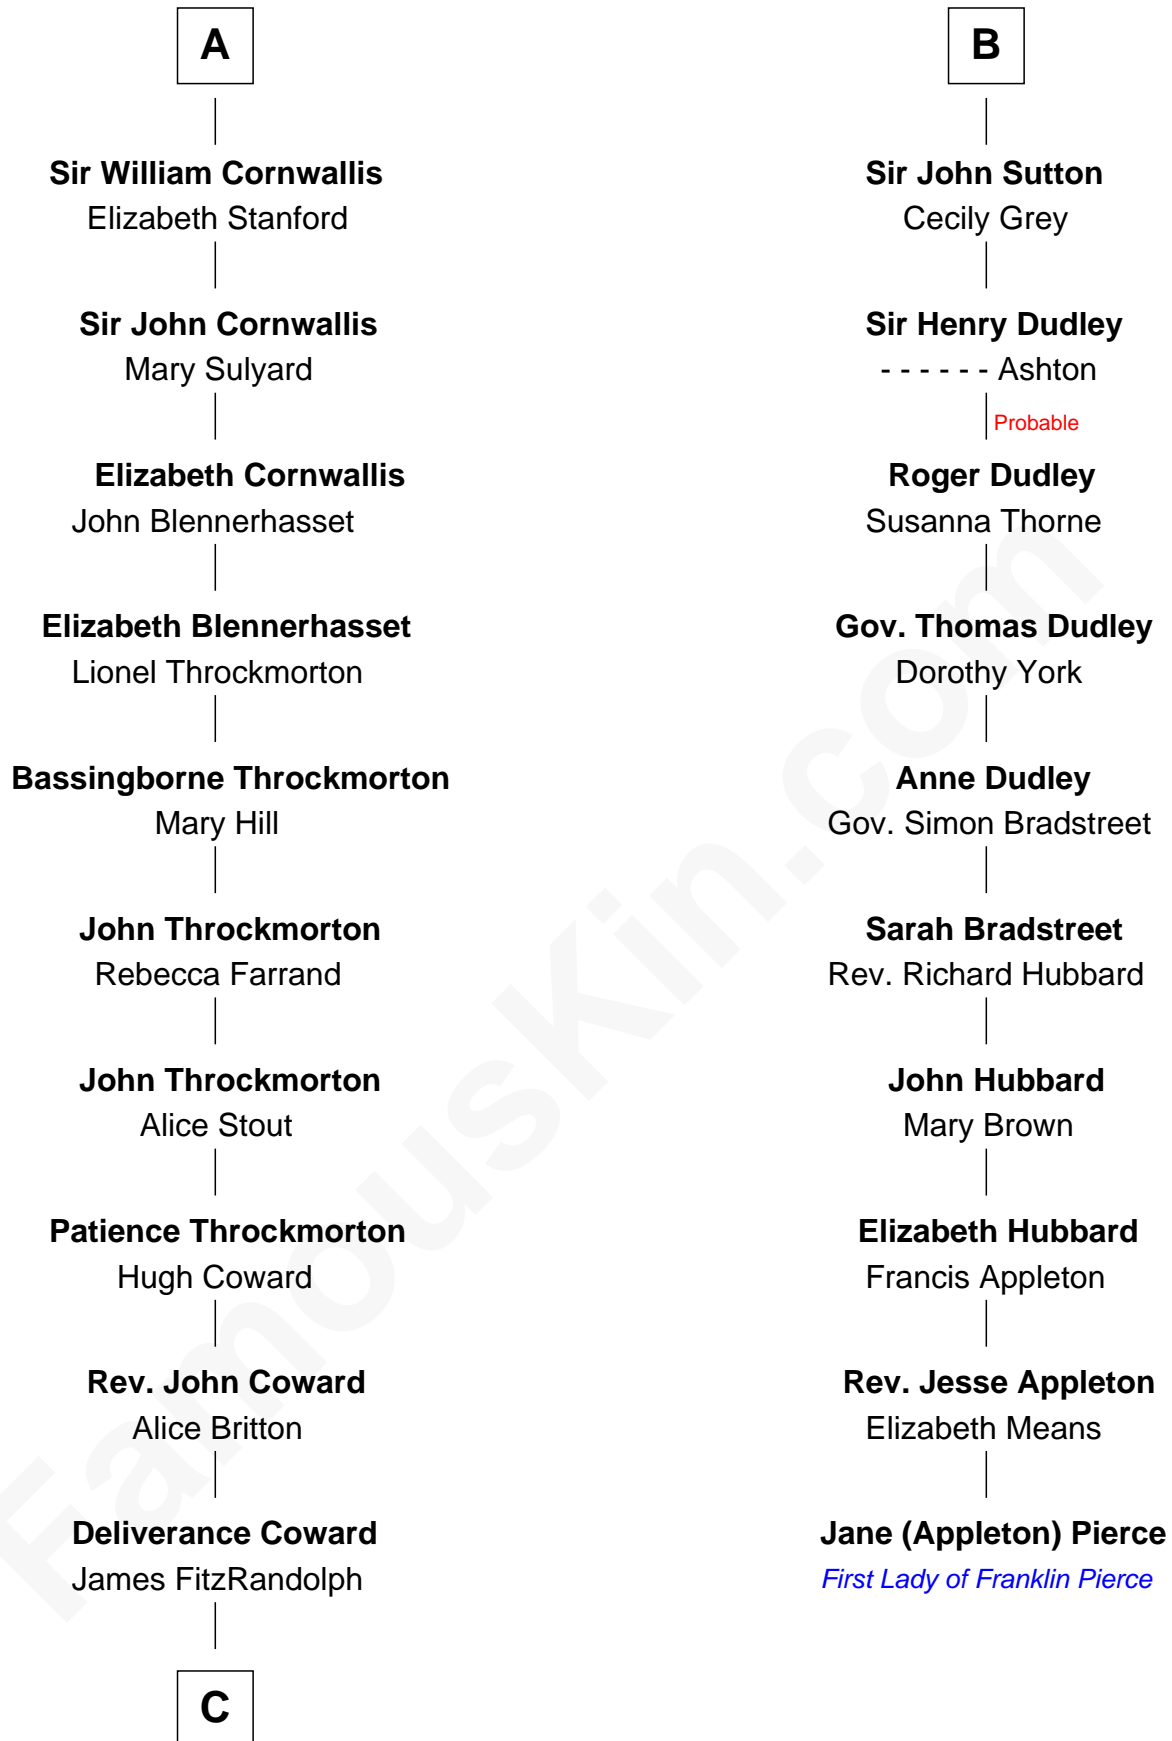 A
Sir William Cornwallis
Elizabeth Stanford
Sir John Cornwallis
Mary Sulyard
Elizabeth Cornwallis
John Blennerhasset
Elizabeth Blennerhasset
Lionel Throckmorton
Bassingborne Throckmorton
Mary Hill
John Throckmorton
Rebecca Farrand
John Throckmorton
Alice Stout
Patience Throckmorton
Hugh Coward
Rev. John Coward
Alice Britton
Deliverance Coward
James FitzRandolph
C
B
Sir John Sutton
Cecily Grey
Sir Henry Dudley
- - - - - - Ashton
Probable
Roger Dudley
Susanna Thorne
Gov. Thomas Dudley
Dorothy York
Anne Dudley
Gov. Simon Bradstreet
Sarah Bradstreet
Rev. Richard Hubbard
John Hubbard
Mary Brown
Elizabeth Hubbard
Francis Appleton
Rev. Jesse Appleton
Elizabeth Means
Jane (Appleton) Pierce
First Lady of Franklin Pierce
FamousKin.com